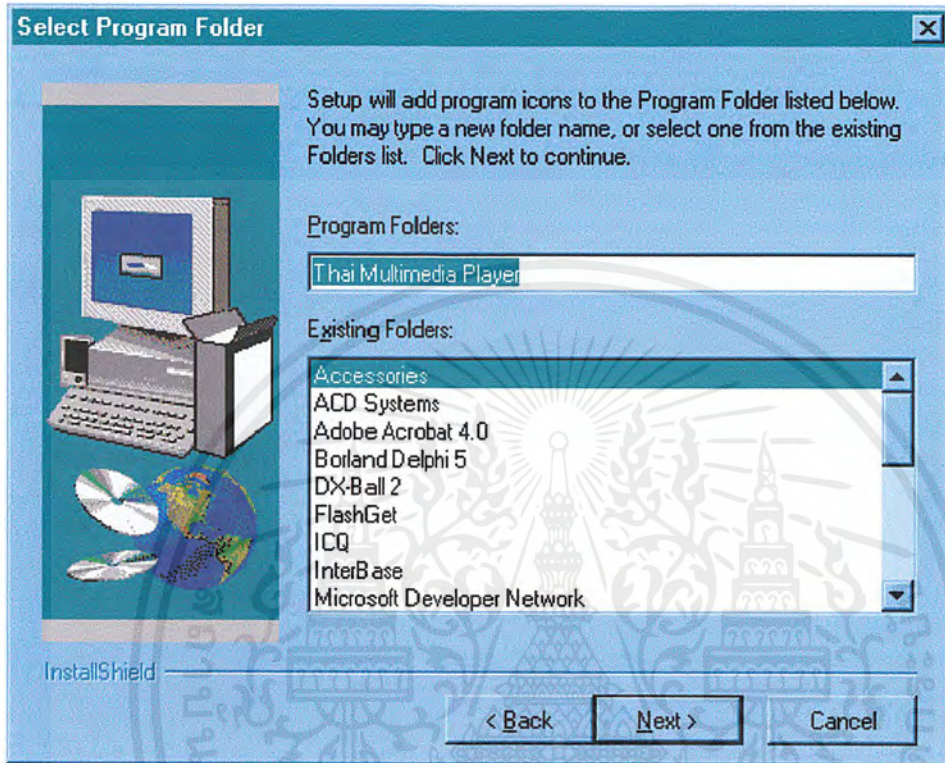 Select Program Folder
Setup will add program icons to the Program Folder listed below.
You may type a new folder name, or select one from the existing
Folders list. Click Next to continue.
Program Folders:
Thai Multimedia Player
Existing Folders:
Accessories
ACD Systems
Adobe Acrobat 4.0
Borland Delphi 5
DX-Ball 2
FlashGet
ICQ
InterBase
Microsoft Developer Network
InstallShield
< Back
Next >
Cancel